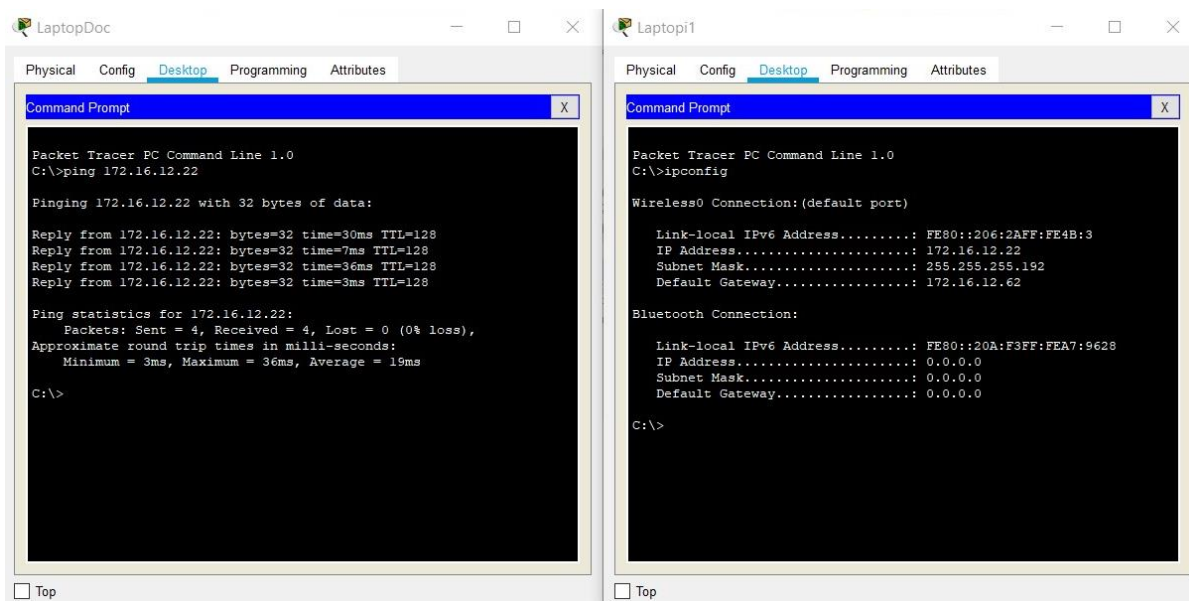 LaptopDoc
Physical Config Desktop Programming Attributes
Command Prompt X
Packet Tracer PC Command Line 1.0
C:\>ping 172.16.12.22
Pinging 172.16.12.22 with 32 bytes of data:
Reply from 172.16.12.22: bytes=32 time=30ms TTL=128
Reply from 172.16.12.22: bytes=32 time=7ms TTL=128
Reply from 172.16.12.22: bytes=32 time=36ms TTL=128
Reply from 172.16.12.22: bytes=32 time=3ms TTL=128
Ping statistics for 172.16.12.22:
Packets: Sent = 4, Received = 4, Lost = 0 (0% loss),
Approximate round trip times in milli-seconds:
Minimum = 3ms, Maximum = 36ms, Average = 19ms
C:\>
Top
Laptopi1
Physical Config Desktop Programming Attributes
Command Prompt X
Packet Tracer PC Command Line 1.0
C:\>ipconfig
Wireless0 Connection:(default port)
Link-local IPv6 Address.........: FE80::206:2AFF:FE4B:3
IP Address......................: 172.16.12.22
Subnet Mask.....................: 255.255.255.192
Default Gateway.................: 172.16.12.62
Bluetooth Connection:
Link-local IPv6 Address.........: FE80::20A:F3FF:FEA7:9628
IP Address......................: 0.0.0.0
Subnet Mask.....................: 0.0.0.0
Default Gateway.................: 0.0.0.0
C:\>
Top